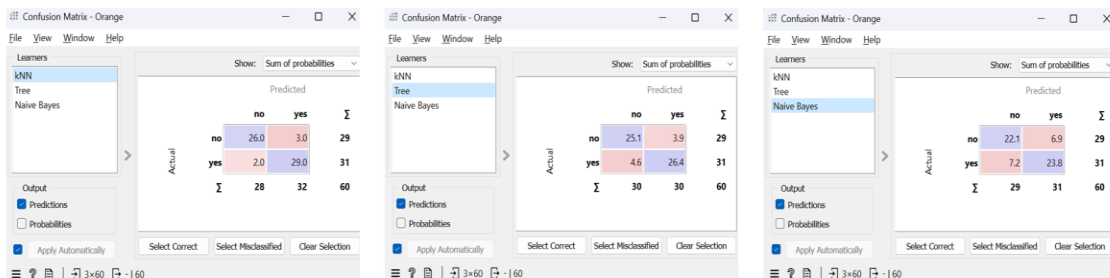 Confusion Matrix - Orange
File View Window Help
Learners
kNN
Tree
Naive Bayes
Show: Sum of probabilities
Predicted
no yes Σ
no 26.0 3.0 29
Actual
yes 2.0 29.0 31
Σ 28 32 60
Output
Predictions
Probabilities
Apply Automatically
Select Correct Select Misclassified Clear Selection
3×60 - | 60
Confusion Matrix - Orange
File View Window Help
Learners
kNN
Tree
Naive Bayes
Show: Sum of probabilities
Predicted
no yes Σ
no 25.1 3.9 29
Actual
yes 4.6 26.4 31
Σ 30 30 60
Output
Predictions
Probabilities
Apply Automatically
Select Correct Select Misclassified Clear Selection
3×60 - | 60
Confusion Matrix - Orange
File View Window Help
Learners
kNN
Tree
Naive Bayes
Show: Sum of probabilities
Predicted
no yes Σ
no 22.1 6.9 29
Actual
yes 7.2 23.8 31
Σ 29 31 60
Output
Predictions
Probabilities
Apply Automatically
Select Correct Select Misclassified Clear Selection
3×60 - | 60